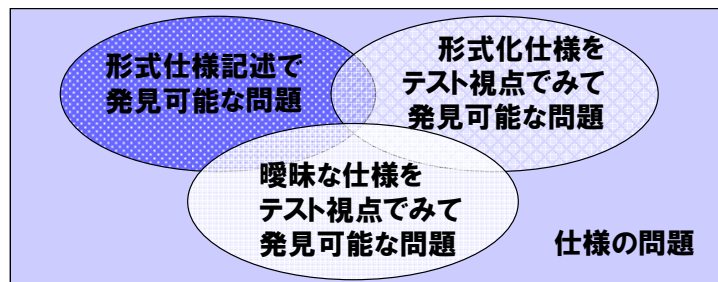 形式仕様記述で
発見可能な問題
形式化仕様を
テスト視点でみて
発見可能な問題
曖昧な仕様を
テスト視点でみて
発見可能な問題
仕様の問題